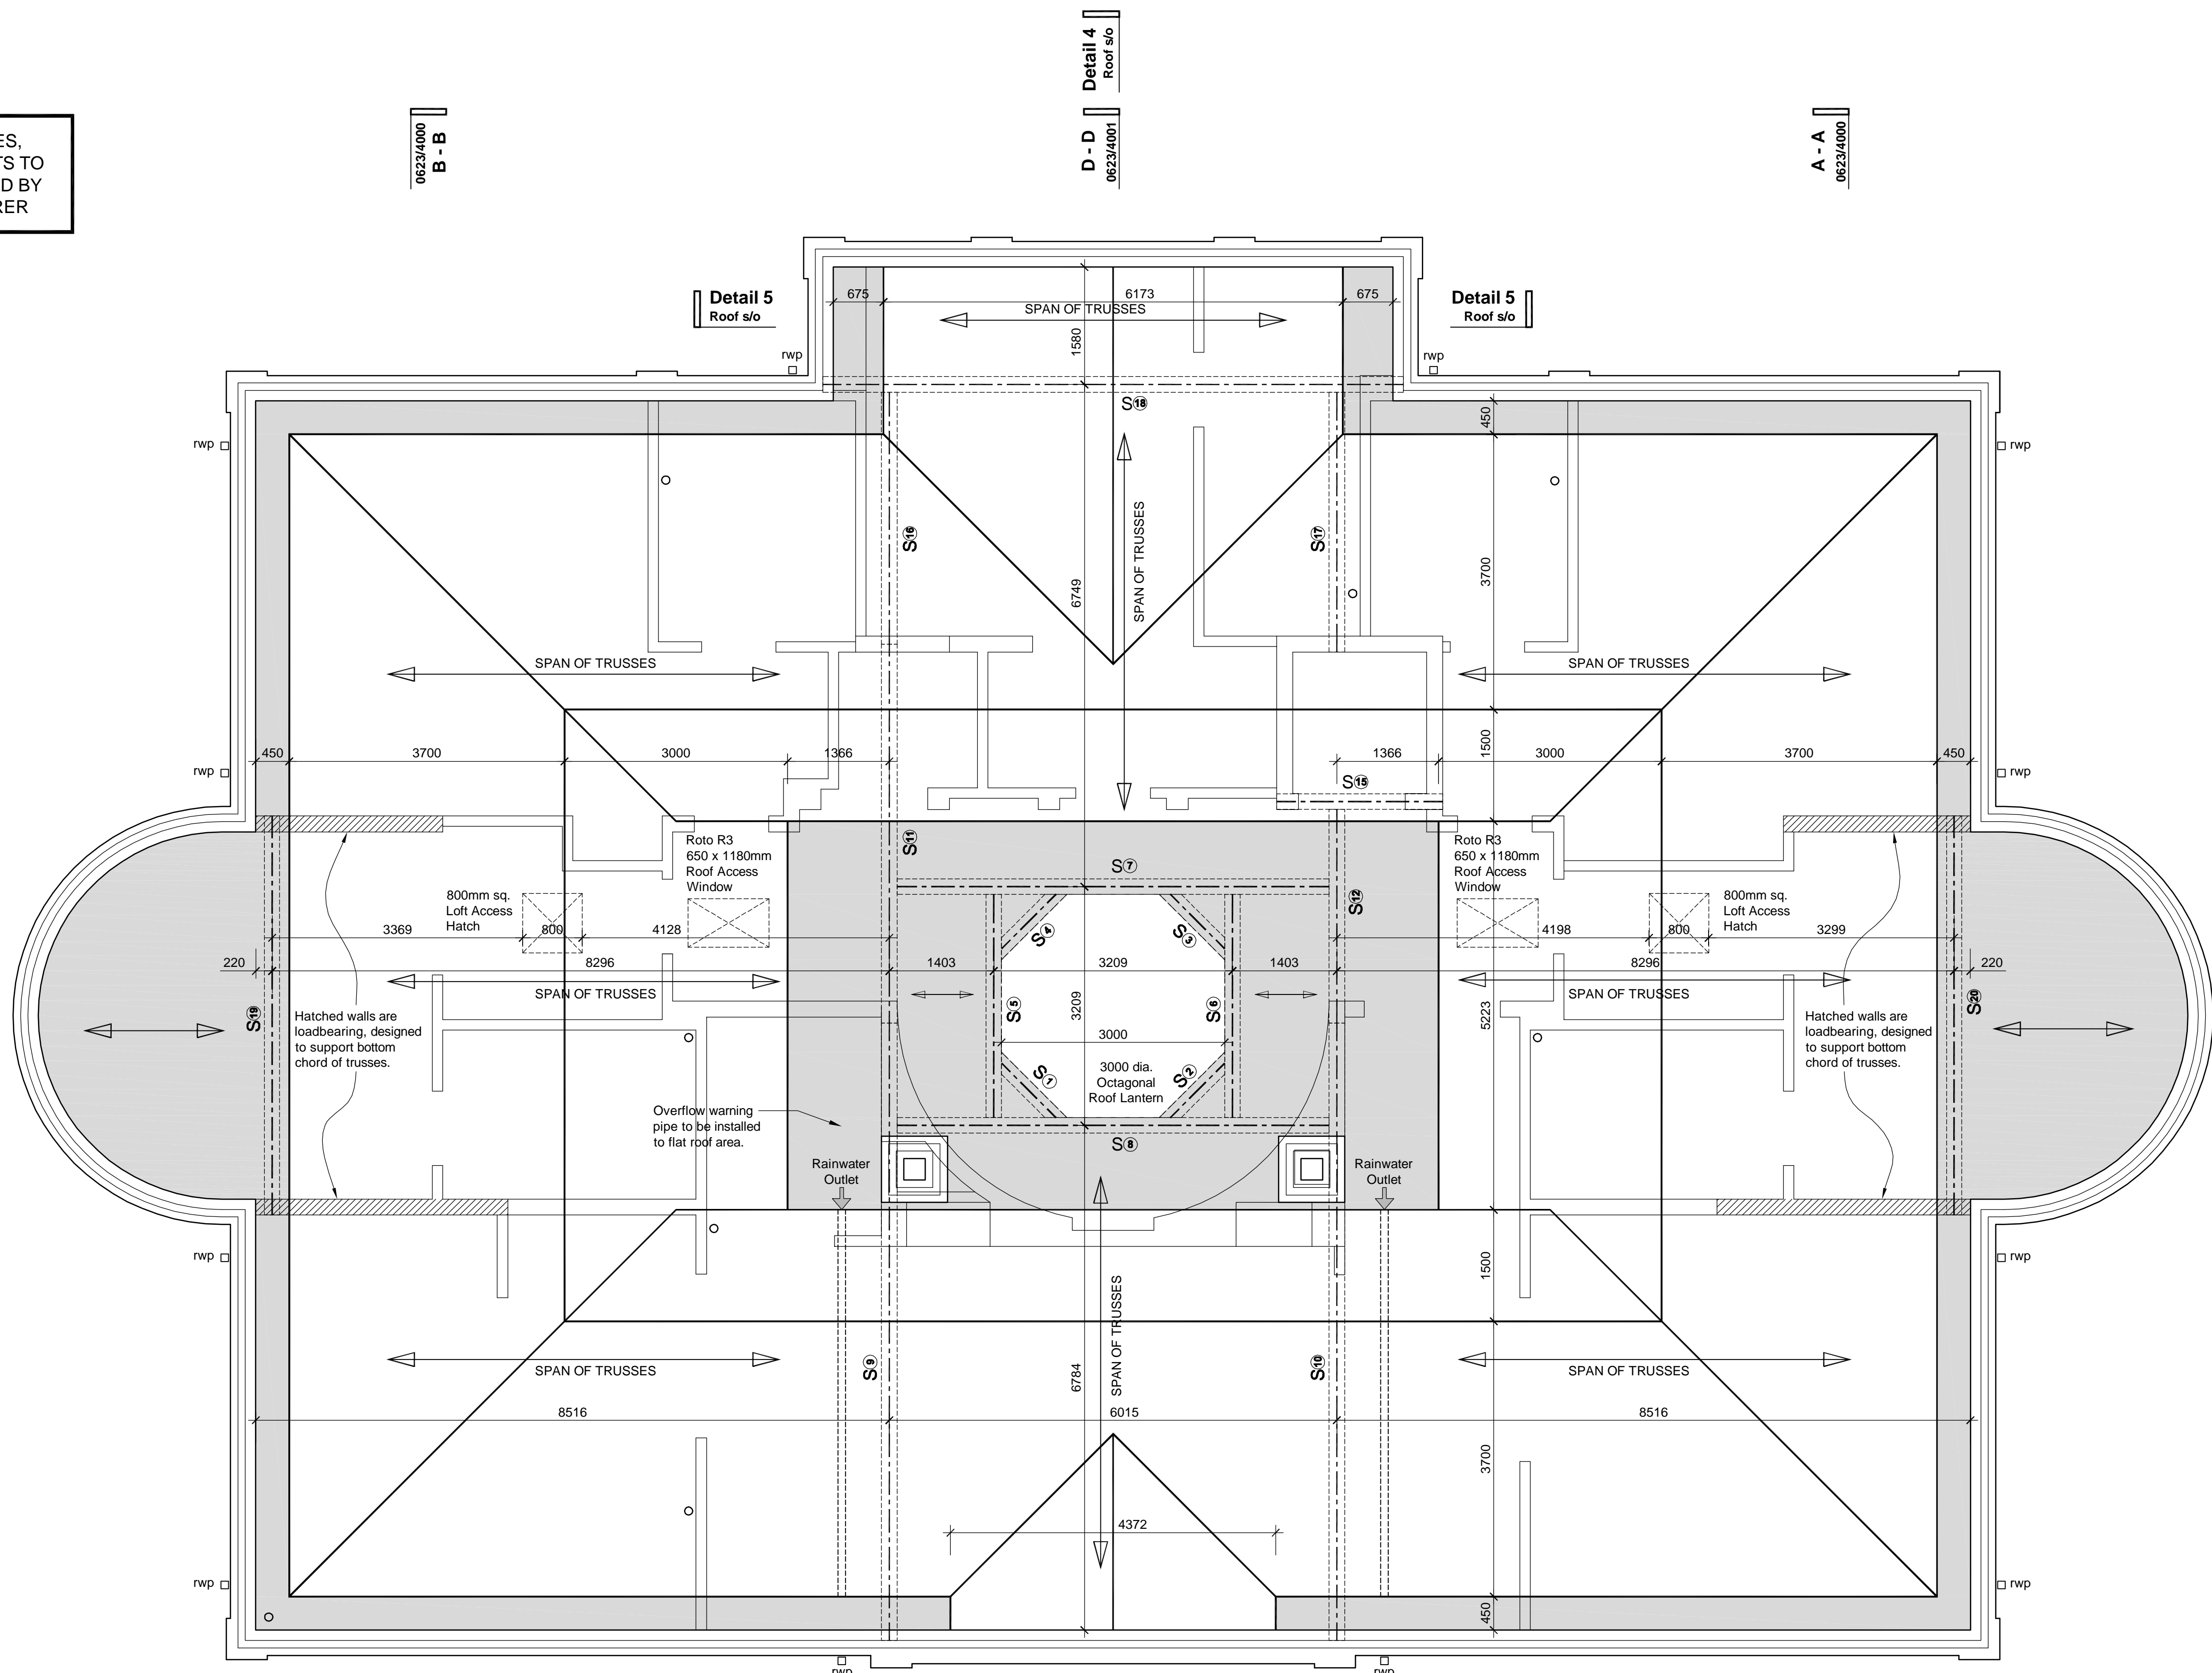 Detail 4
Roof s/o
ES,
TS TO
D BY
RER
0623/4000
B - B
D - D
0623/4001
A - A
0623/4000
Detail 5
Roof s/o
675
6173
675
SPAN OF TRUSSES
Detail 5
Roof s/o
1580
rwp
rwp
S18
450
rwp
rwp
S16
SPAN OF TRUSSES
S17
3700
6749
SPAN OF TRUSSES
SPAN OF TRUSSES
450
3700
3000
1366
1366
1500
3000
3700
450
rwp
rwp
S15
Roto R3
650 x 1180mm
Roof Access
Window
S11
S7
Roto R3
650 x 1180mm
Roof Access
Window
S12
800mm sq.
Loft Access
Hatch
800mm sq.
Loft Access
Hatch
3369
800
4128
S4
S3
4198
800
3299
220
8296
1403
3209
1403
8296
220
SPAN OF TRUSSES
SPAN OF TRUSSES
S19
S5
3209
S6
5223
S20
Hatched walls are
loadbearing, designed
to support bottom
chord of trusses.
Hatched walls are
loadbearing, designed
to support bottom
chord of trusses.
3000
S1
3000 dia.
Octagonal
Roof Lantern
S2
Overflow warning
pipe to be installed
to flat roof area.
S8
Rainwater
Outlet
Rainwater
Outlet
rwp
rwp
1500
SPAN OF TRUSSES
S9
6784
SPAN OF TRUSSES
S10
SPAN OF TRUSSES
8516
6015
8516
3700
4372
rwp
rwp
450
rwp
rwp